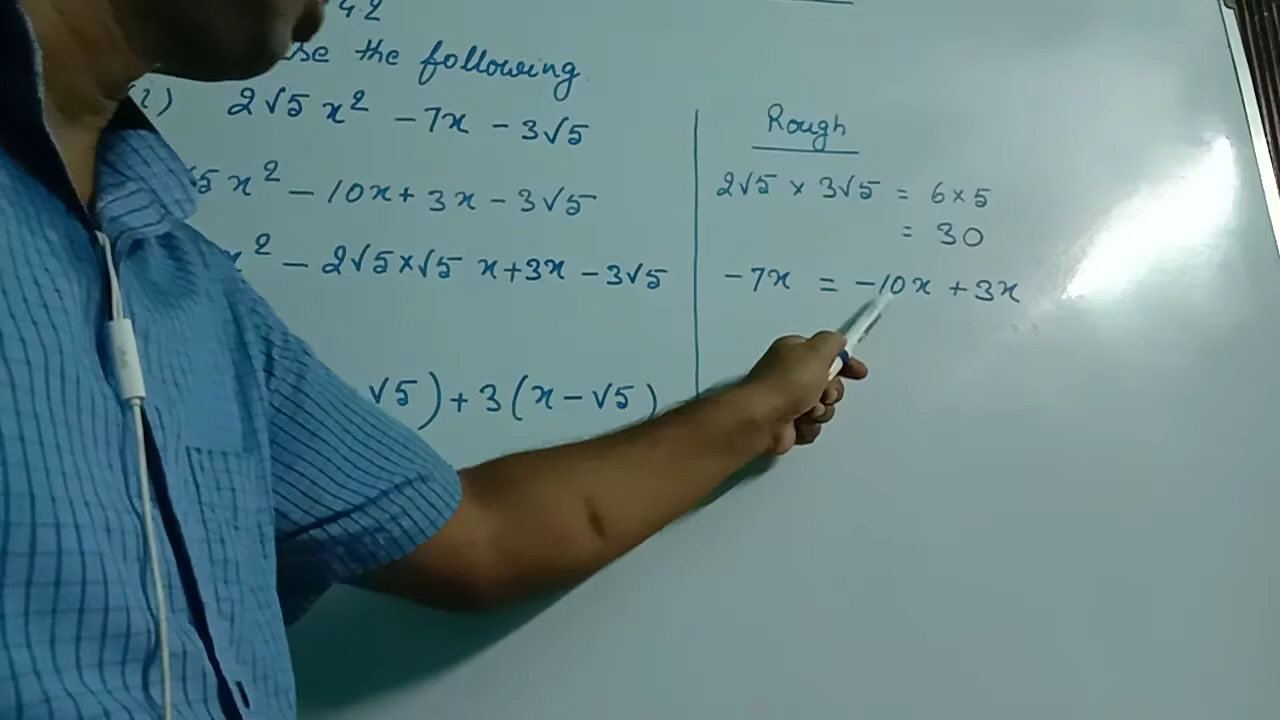 4.2
the following
2√5 x² - 7x - 3√5
5 x² - 10x + 3x - 3√5
x² - 2√5 × √5 x + 3x - 3√5
√5) + 3(x - √5)
Rough
2√5 × 3√5 = 6 × 5
= 30
-7x = -10x + 3x